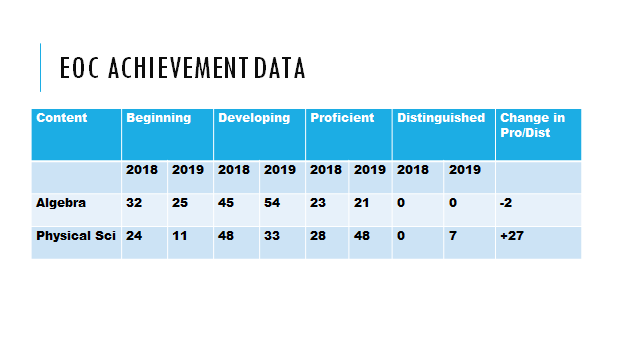 EOC ACHIEVEMENT DATA
Content Beginning Developing Proficient Distinguished Change in
Pro/Dist
2018 2019 2018 2019 2018 2019 2018 2019
Algebra 32 25 45 54 23 21 0 0 -2
Physical Sci 24 11 48 33 28 48 0 7 +27